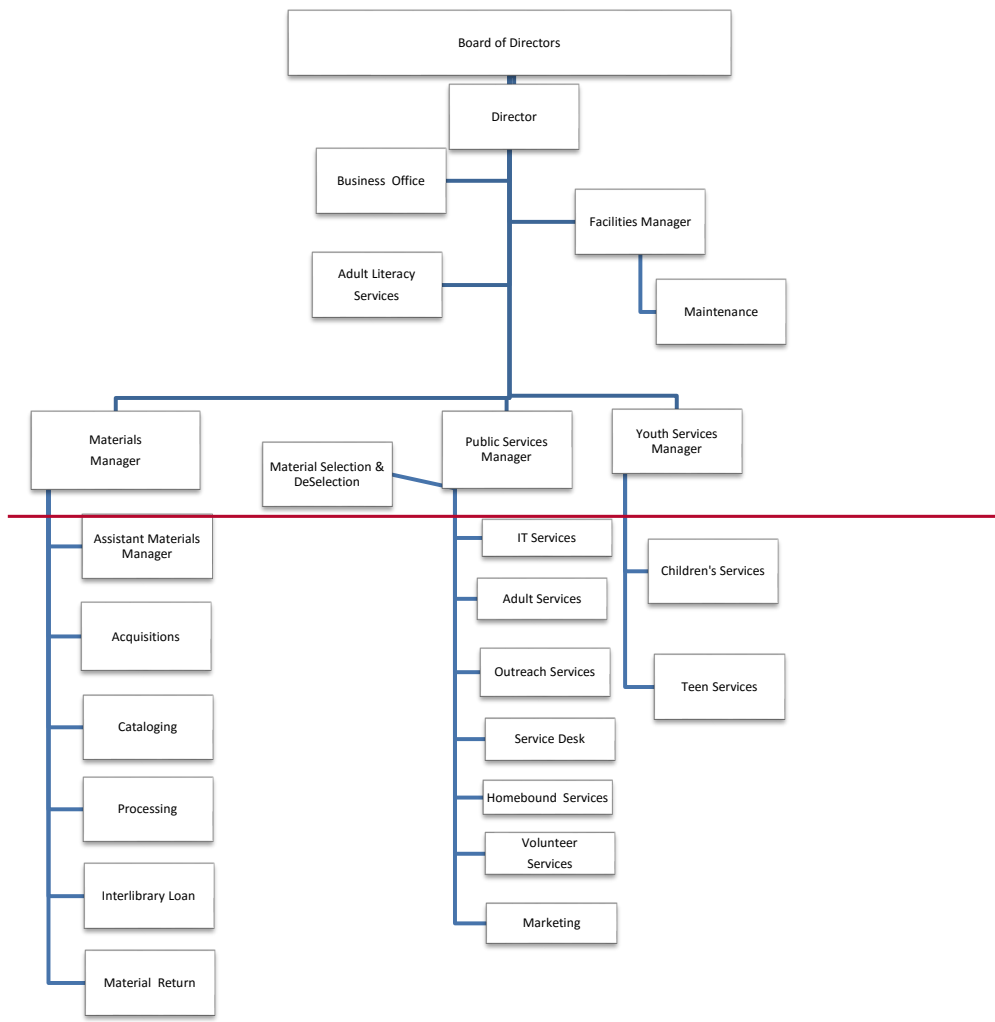 Board of Directors
Director
Business Office
Facilities Manager
Adult Literacy
Services
Maintenance
Materials
Manager
Public Services
Manager
Youth Services
Manager
Material Selection &
DeSelection
Assistant Materials
Manager
Acquisitions
Cataloging
Processing
Interlibrary Loan
Material Return
IT Services
Adult Services
Outreach Services
Service Desk
Homebound Services
Volunteer
Services
Marketing
Children's Services
Teen Services